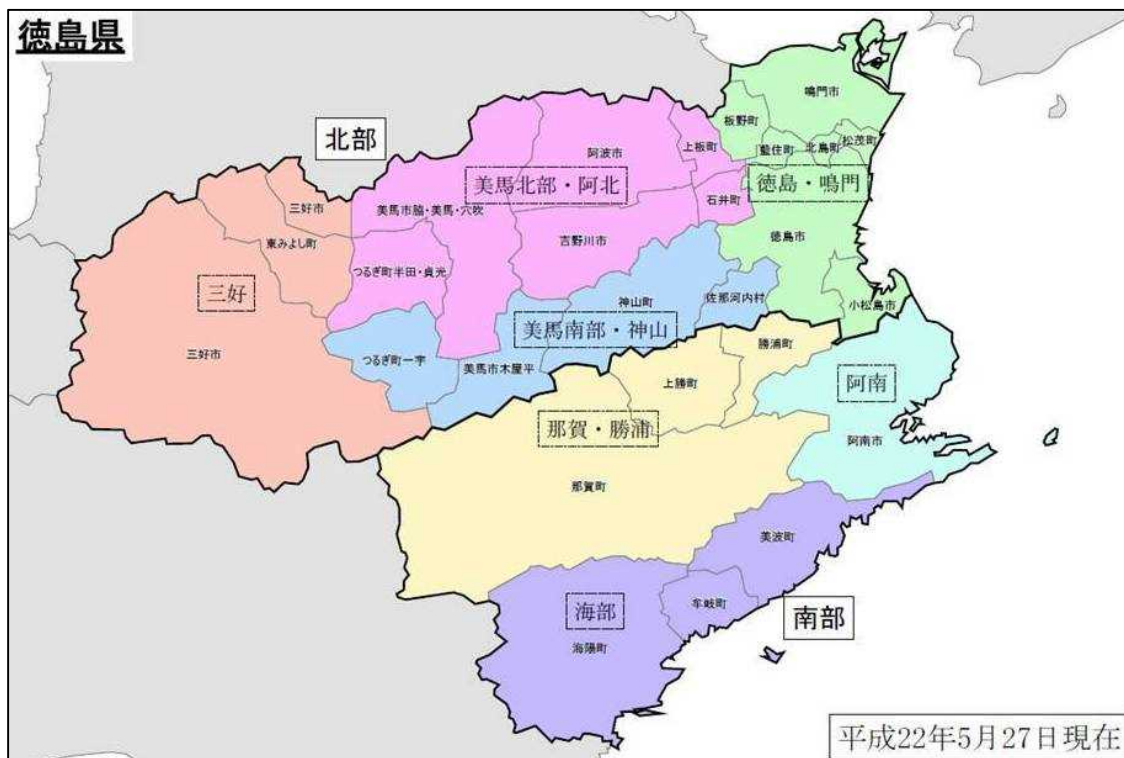 徳島県
北部
鳴門市
板野町
松茂町
藍住町
北島町
上板町
阿波市
美馬北部・阿北
徳島・鳴門
石井町
三好市
美馬市脇・美馬・穴吹
東みよし町
吉野川市
徳島市
つるぎ町半田・貞光
三好
神山町
佐那河内村
小松島市
美馬南部・神山
三好市
つるぎ町一宇
美馬市木屋平
勝浦町
上勝町
阿南
那賀・勝浦
阿南市
那賀町
美波町
海部
牟岐町
南部
海陽町
平成22年5月27日現在